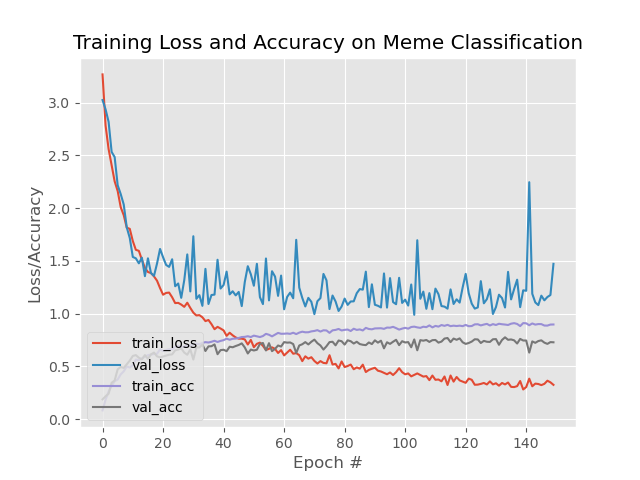 Training Loss and Accuracy on Meme Classification
Loss/Accuracy
3.0
2.5
2.0
1.5
1.0
0.5
0.0
train_loss
val_loss
train_acc
val_acc
0 20 40 60 80 100 120 140
Epoch #